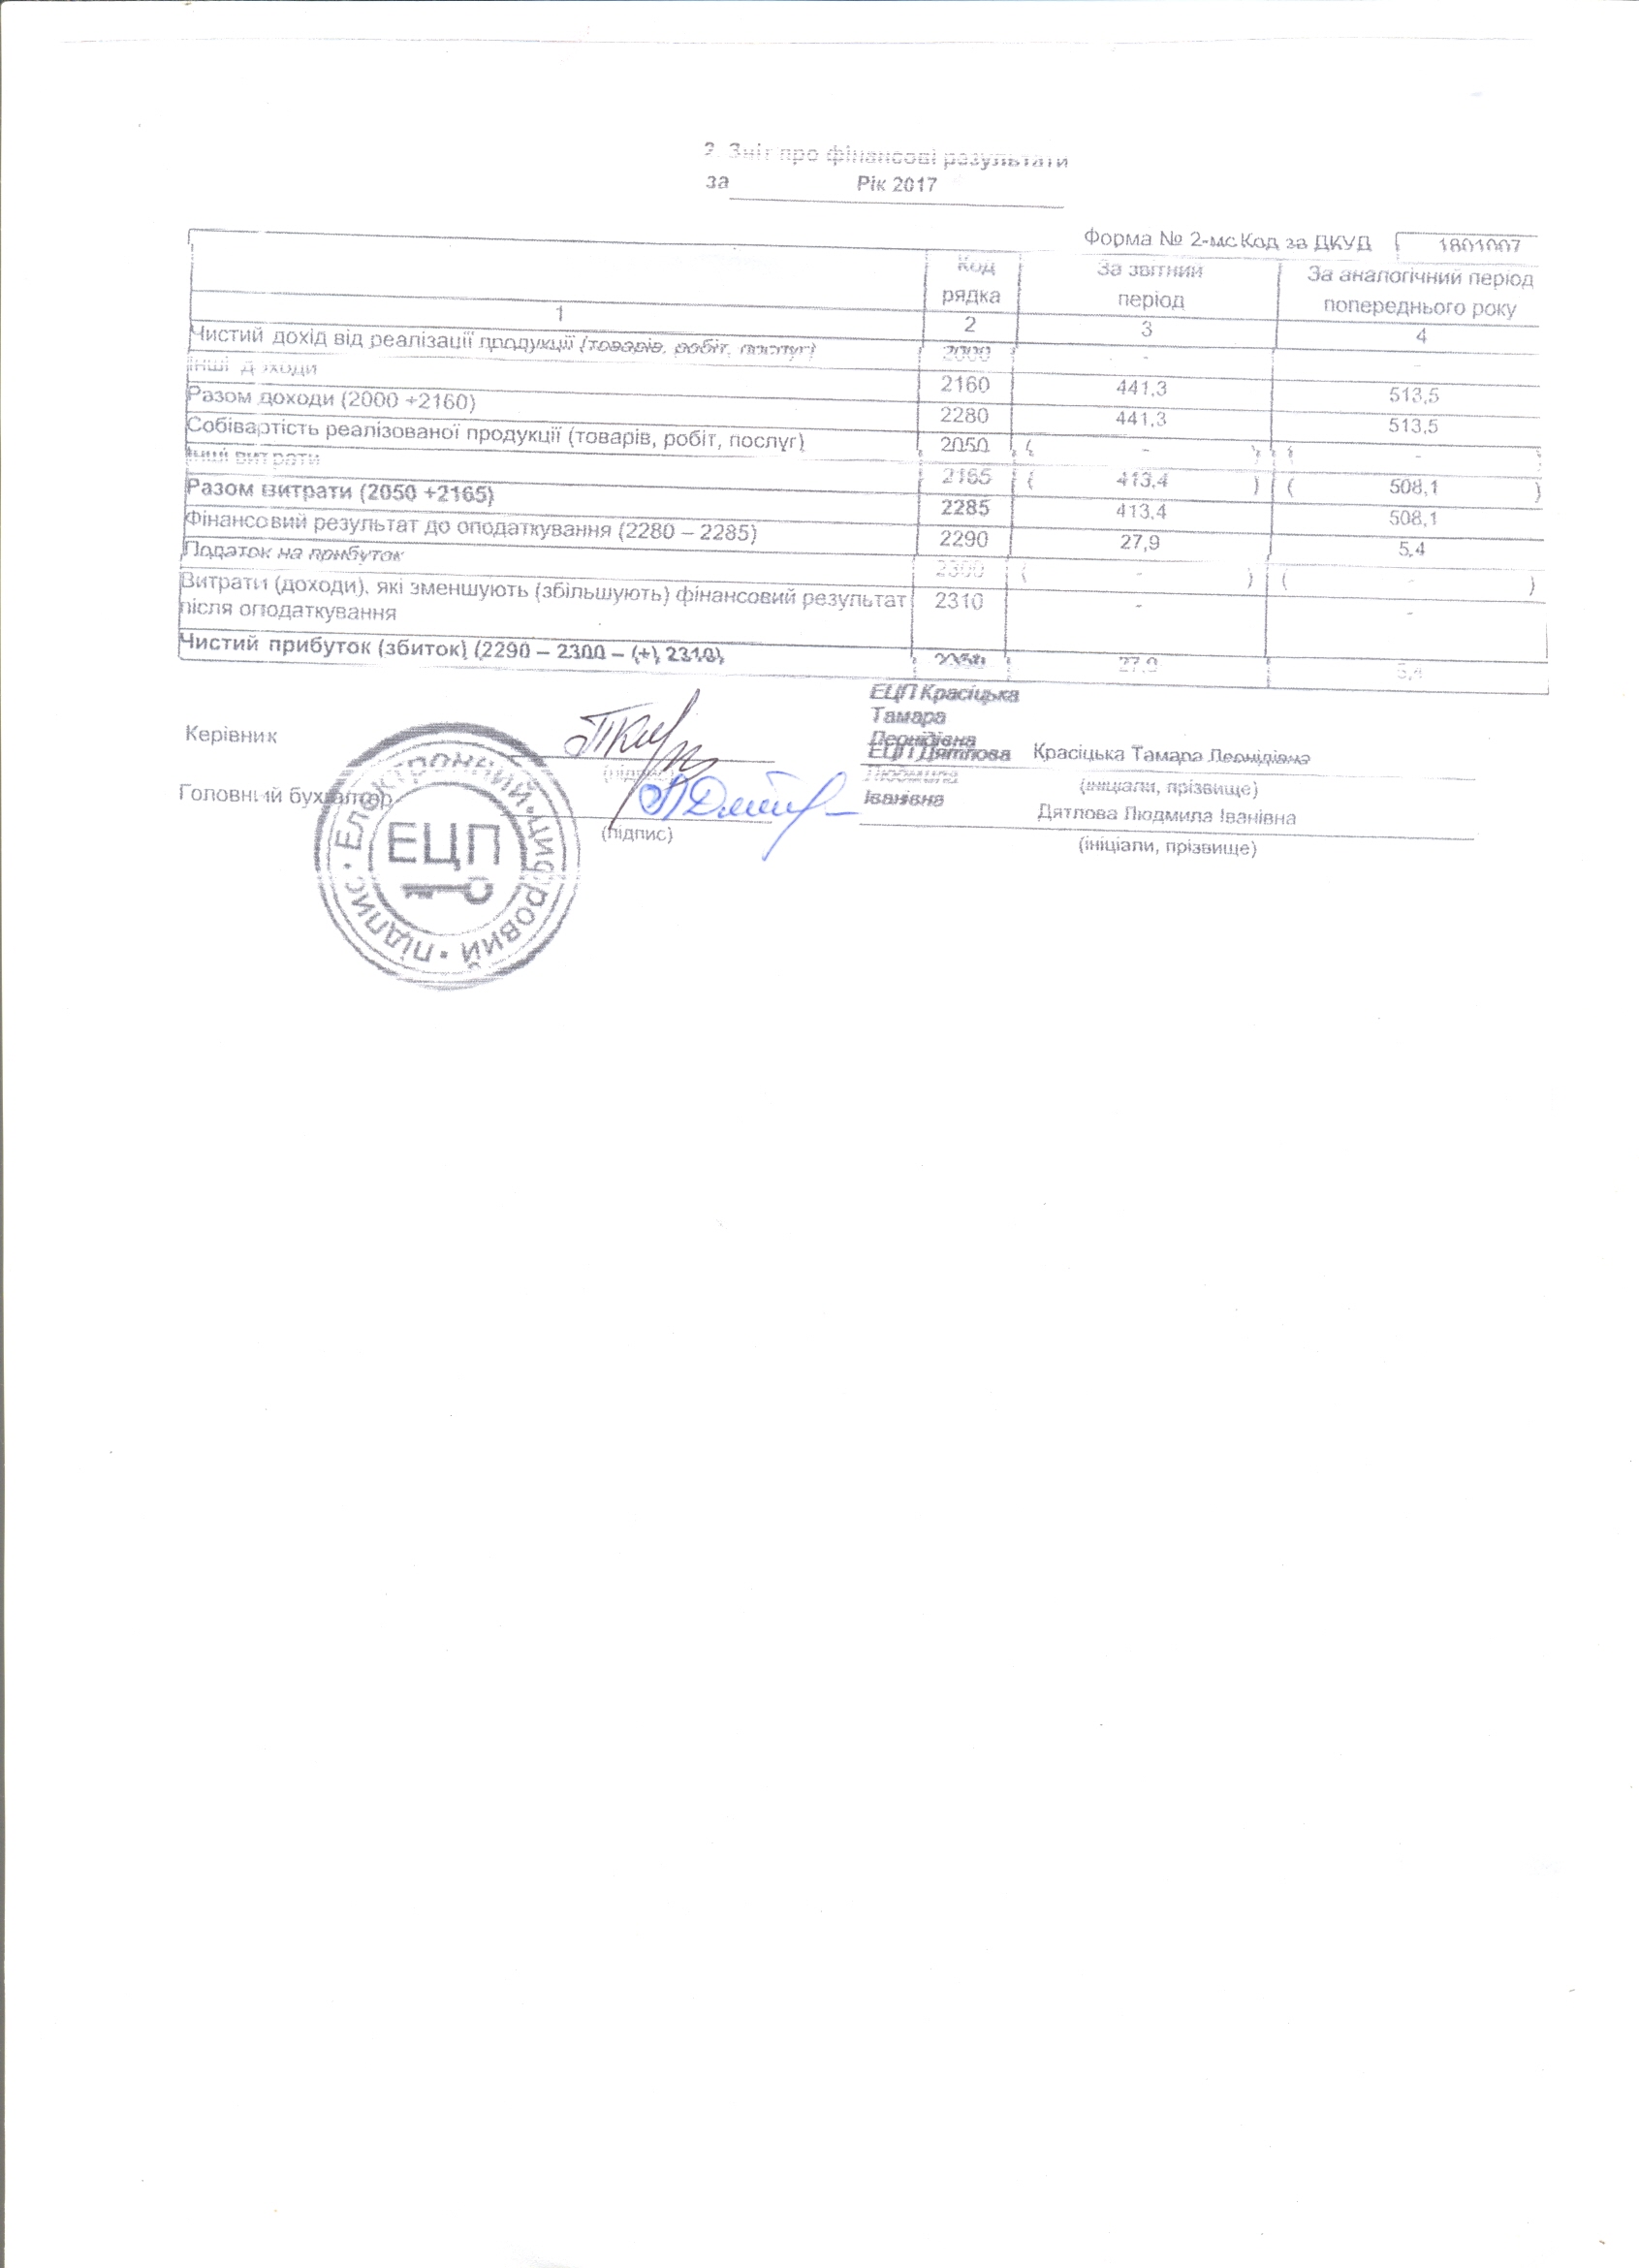 2. Звіт про фінансові результати
за Рік 2017
Форма № 2-мс Код за ДКУД 1801007
Код рядка За звітний період За аналогічний період попереднього року
1 2 3 4
Чистий дохід від реалізації продукції (товарів, робіт, послуг) 2000 - -
Інші доходи 2160 441,3 513,5
Разом доходи (2000 +2160) 2280 441,3 513,5
Собівартість реалізованої продукції (товарів, робіт, послуг) 2050 ( - ) ( - )
Інші витрати 2165 ( 413,4 ) ( 508,1 )
Разом витрати (2050 +2165) 2285 413,4 508,1
Фінансовий результат до оподаткування (2280 – 2285) 2290 27,9 5,4
Податок на прибуток 2300 ( - ) ( - )
Витрати (доходи), які зменшують (збільшують) фінансовий результат 2310 - -
після оподаткування
Чистий прибуток (збиток) (2290 – 2300 – (+) 2310) 2350 27,9 5,4
ЕЦП Красіцька
Тамара
Леонідівна
Керівник Красіцька Тамара Леонідівна
(підпис) (ініціали, прізвище)
ЕЦП Дятлова
Людмила
Іванівна
Головний бухгалтер Дятлова Людмила Іванівна
(підпис) (ініціали, прізвище)
Електронний цифровий підпис
ЕЦП